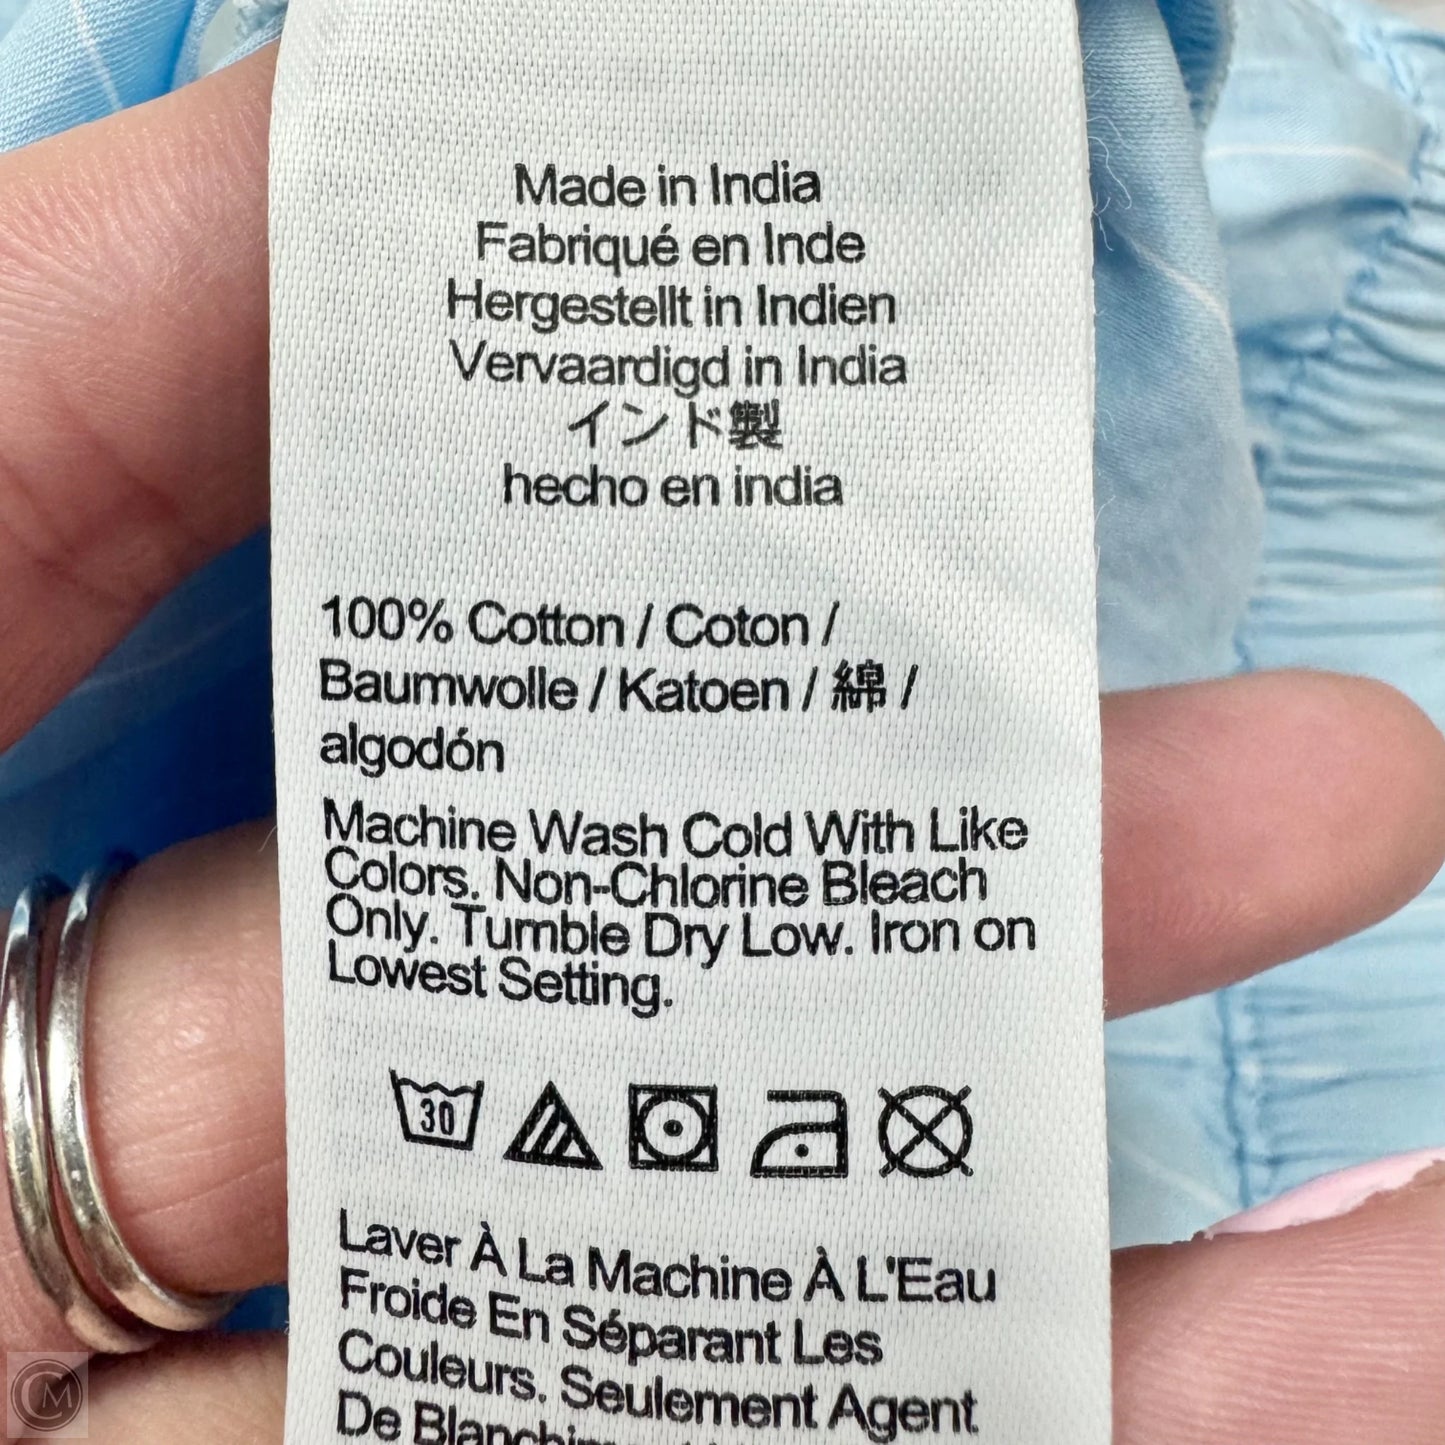 Made in India
Fabriqué en Inde
Hergestellt in Indien
Vervaardigd in India
インド製
hecho en india
100% Cotton / Coton /
Baumwolle / Katoen / 綿 /
algodón
Machine Wash Cold With Like
Colors. Non-Chlorine Bleach
Only. Tumble Dry Low. Iron on
Lowest Setting.
30
Laver À La Machine À L'Eau
Froide En Séparant Les
Couleurs. Seulement Agent
De
CM